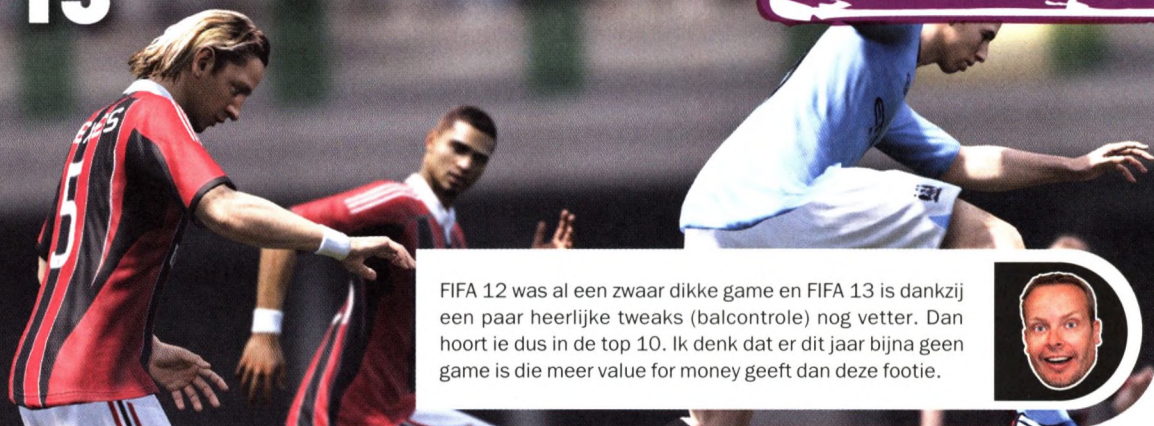 13
5
FIFA 12 was al een zwaar dikke game en FIFA 13 is dankzij
een paar heerlijke tweaks (balcontrole) nog vetter. Dan
hoort ie dus in de top 10. Ik denk dat er dit jaar bijna geen
game is die meer value for money geeft dan deze footie.